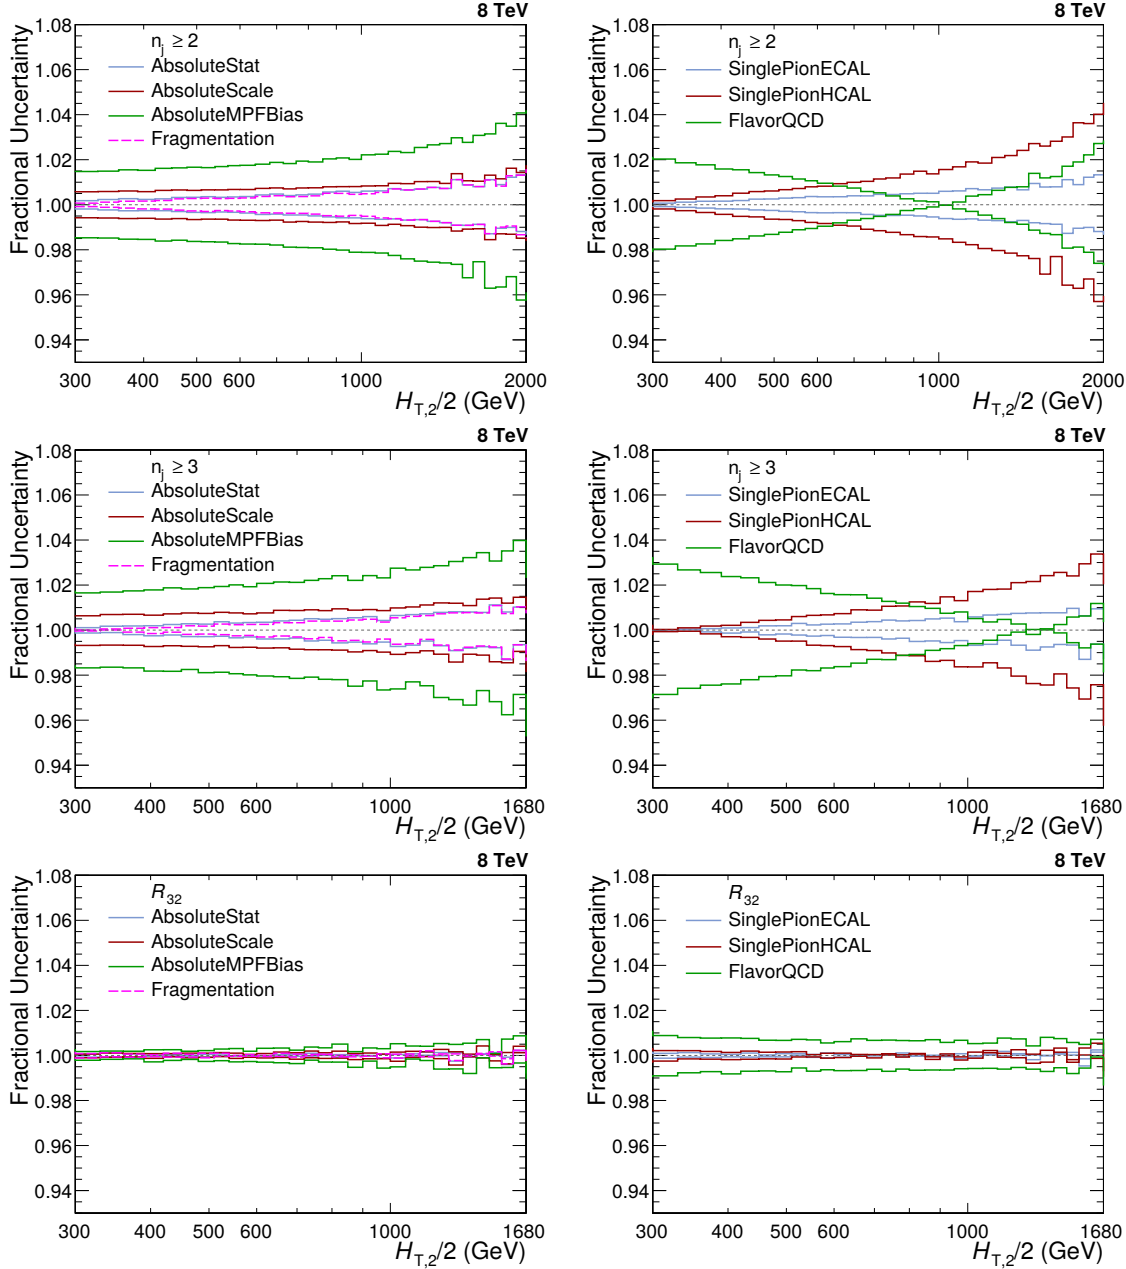 8 TeV
Fractional Uncertainty
n_j ≥ 2
AbsoluteStat
AbsoluteScale
AbsoluteMPFBias
Fragmentation
1.08
1.06
1.04
1.02
1.00
0.98
0.96
0.94
300 400 500 600 1000 2000
H_T,2/2 (GeV)
8 TeV
Fractional Uncertainty
n_j ≥ 2
SinglePionECAL
SinglePionHCAL
FlavorQCD
1.08
1.06
1.04
1.02
1.00
0.98
0.96
0.94
300 400 500 600 1000 2000
H_T,2/2 (GeV)
8 TeV
Fractional Uncertainty
n_j ≥ 3
AbsoluteStat
AbsoluteScale
AbsoluteMPFBias
Fragmentation
1.08
1.06
1.04
1.02
1.00
0.98
0.96
0.94
300 400 500 600 1000 1680
H_T,2/2 (GeV)
8 TeV
Fractional Uncertainty
n_j ≥ 3
SinglePionECAL
SinglePionHCAL
FlavorQCD
1.08
1.06
1.04
1.02
1.00
0.98
0.96
0.94
300 400 500 600 1000 1680
H_T,2/2 (GeV)
8 TeV
Fractional Uncertainty
R_32
AbsoluteStat
AbsoluteScale
AbsoluteMPFBias
Fragmentation
1.08
1.06
1.04
1.02
1.00
0.98
0.96
0.94
300 400 500 600 1000 1680
H_T,2/2 (GeV)
8 TeV
Fractional Uncertainty
R_32
SinglePionECAL
SinglePionHCAL
FlavorQCD
1.08
1.06
1.04
1.02
1.00
0.98
0.96
0.94
300 400 500 600 1000 1680
H_T,2/2 (GeV)